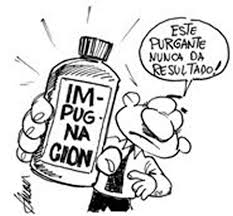 ESTE
PURGANTE
NUNCA DA
RESULTADO!
IM-
PUG-
NA
CION